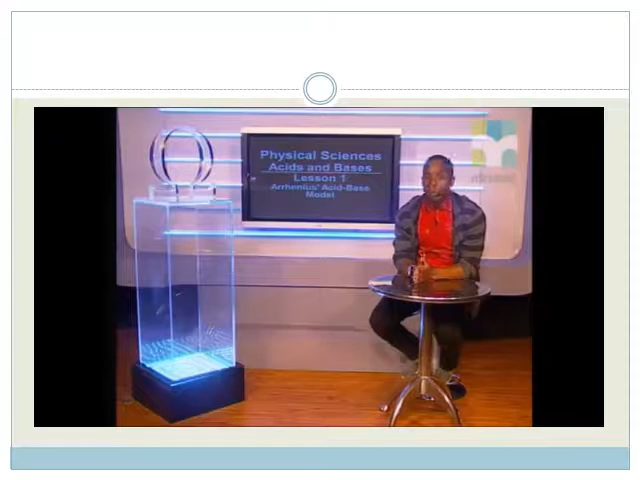 Physical Sciences
Acids and Bases
Lesson 1
Arrhenius' Acid-Base
Model